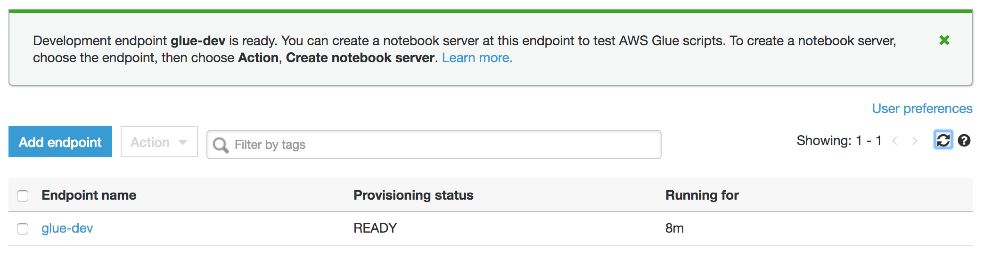 Development endpoint glue-dev is ready. You can create a notebook server at this endpoint to test AWS Glue scripts. To create a notebook server,
choose the endpoint, then choose Action, Create notebook server. Learn more.
User preferences
Add endpoint Action Filter by tags Showing: 1 - 1
Endpoint name Provisioning status Running for
glue-dev READY 8m